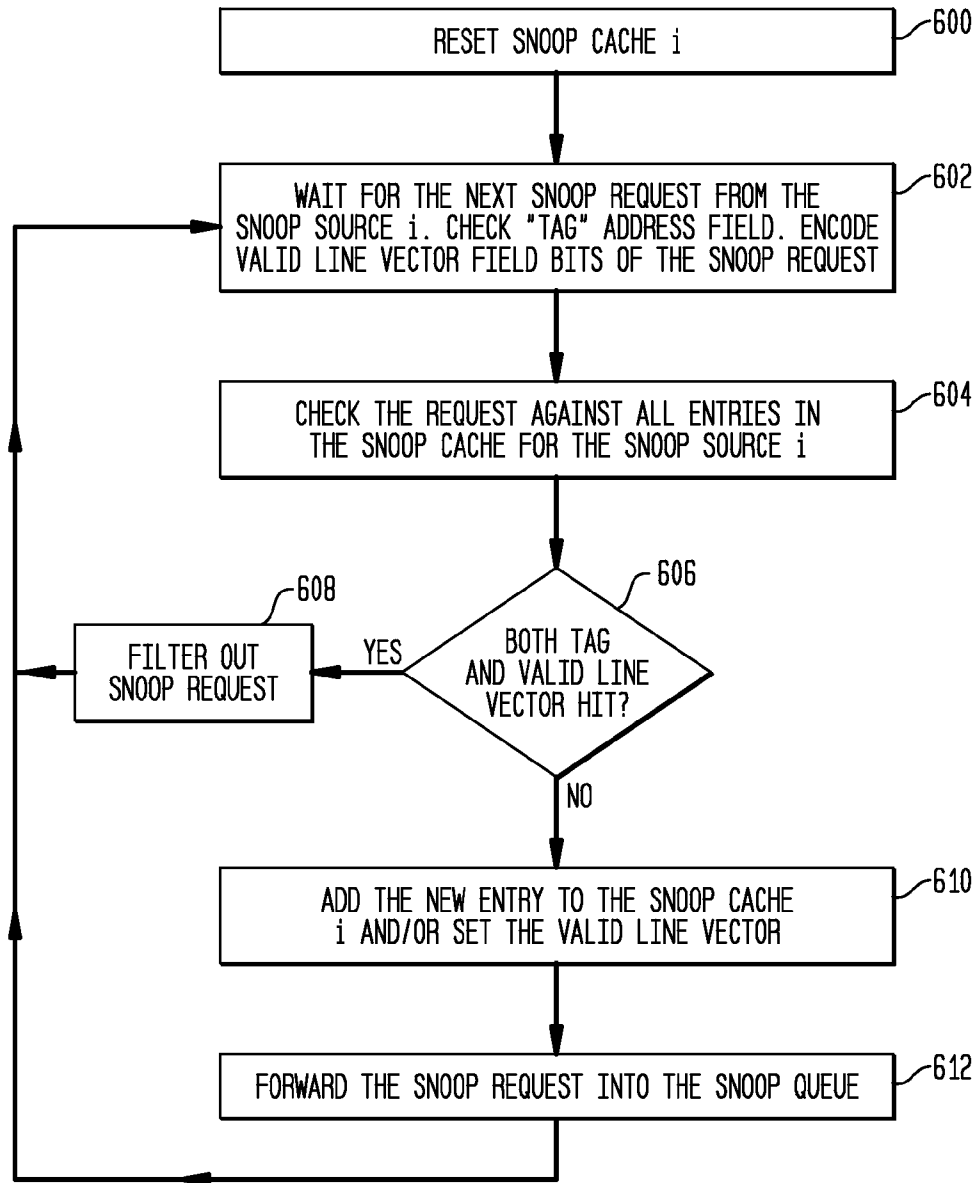 RESET SNOOP CACHE i
600
WAIT FOR THE NEXT SNOOP REQUEST FROM THE
SNOOP SOURCE i. CHECK "TAG" ADDRESS FIELD. ENCODE
VALID LINE VECTOR FIELD BITS OF THE SNOOP REQUEST
602
CHECK THE REQUEST AGAINST ALL ENTRIES IN
THE SNOOP CACHE FOR THE SNOOP SOURCE i
604
BOTH TAG
AND VALID LINE
VECTOR HIT?
606
YES
FILTER OUT
SNOOP REQUEST
608
NO
ADD THE NEW ENTRY TO THE SNOOP CACHE
i AND/OR SET THE VALID LINE VECTOR
610
FORWARD THE SNOOP REQUEST INTO THE SNOOP QUEUE
612